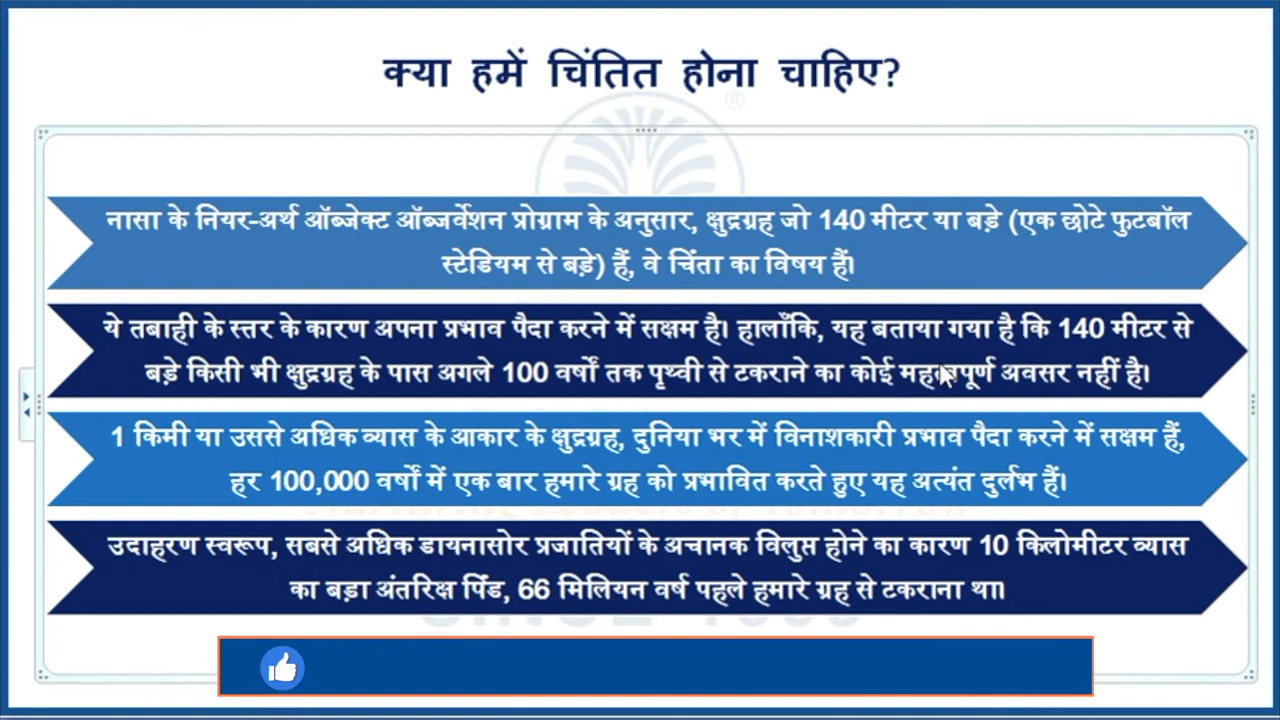 क्या हमें चिंतित होना चाहिए?
नासा के नियर-अर्थ ऑब्जेक्ट ऑब्जर्वेशन प्रोग्राम के अनुसार, क्षुद्रग्रह जो 140 मीटर या बड़े (एक छोटे फुटबॉल
स्टेडियम से बड़े) हैं, वे चिंता का विषय हैं।
ये तबाही के स्तर के कारण अपना प्रभाव पैदा करने में सक्षम है। हालाँकि, यह बताया गया है कि 140 मीटर से
बड़े किसी भी क्षुद्रग्रह के पास अगले 100 वर्षों तक पृथ्वी से टकराने का कोई महत्वपूर्ण अवसर नहीं है।
1 किमी या उससे अधिक व्यास के आकार के क्षुद्रग्रह, दुनिया भर में विनाशकारी प्रभाव पैदा करने में सक्षम हैं,
हर 100,000 वर्षों में एक बार हमारे ग्रह को प्रभावित करते हुए यह अत्यंत दुर्लभ हैं।
उदाहरण स्वरूप, सबसे अधिक डायनासोर प्रजातियों के अचानक विलुप्त होने का कारण 10 किलोमीटर व्यास
का बड़ा अंतरिक्ष पिंड, 66 मिलियन वर्ष पहले हमारे ग्रह से टकराना था।